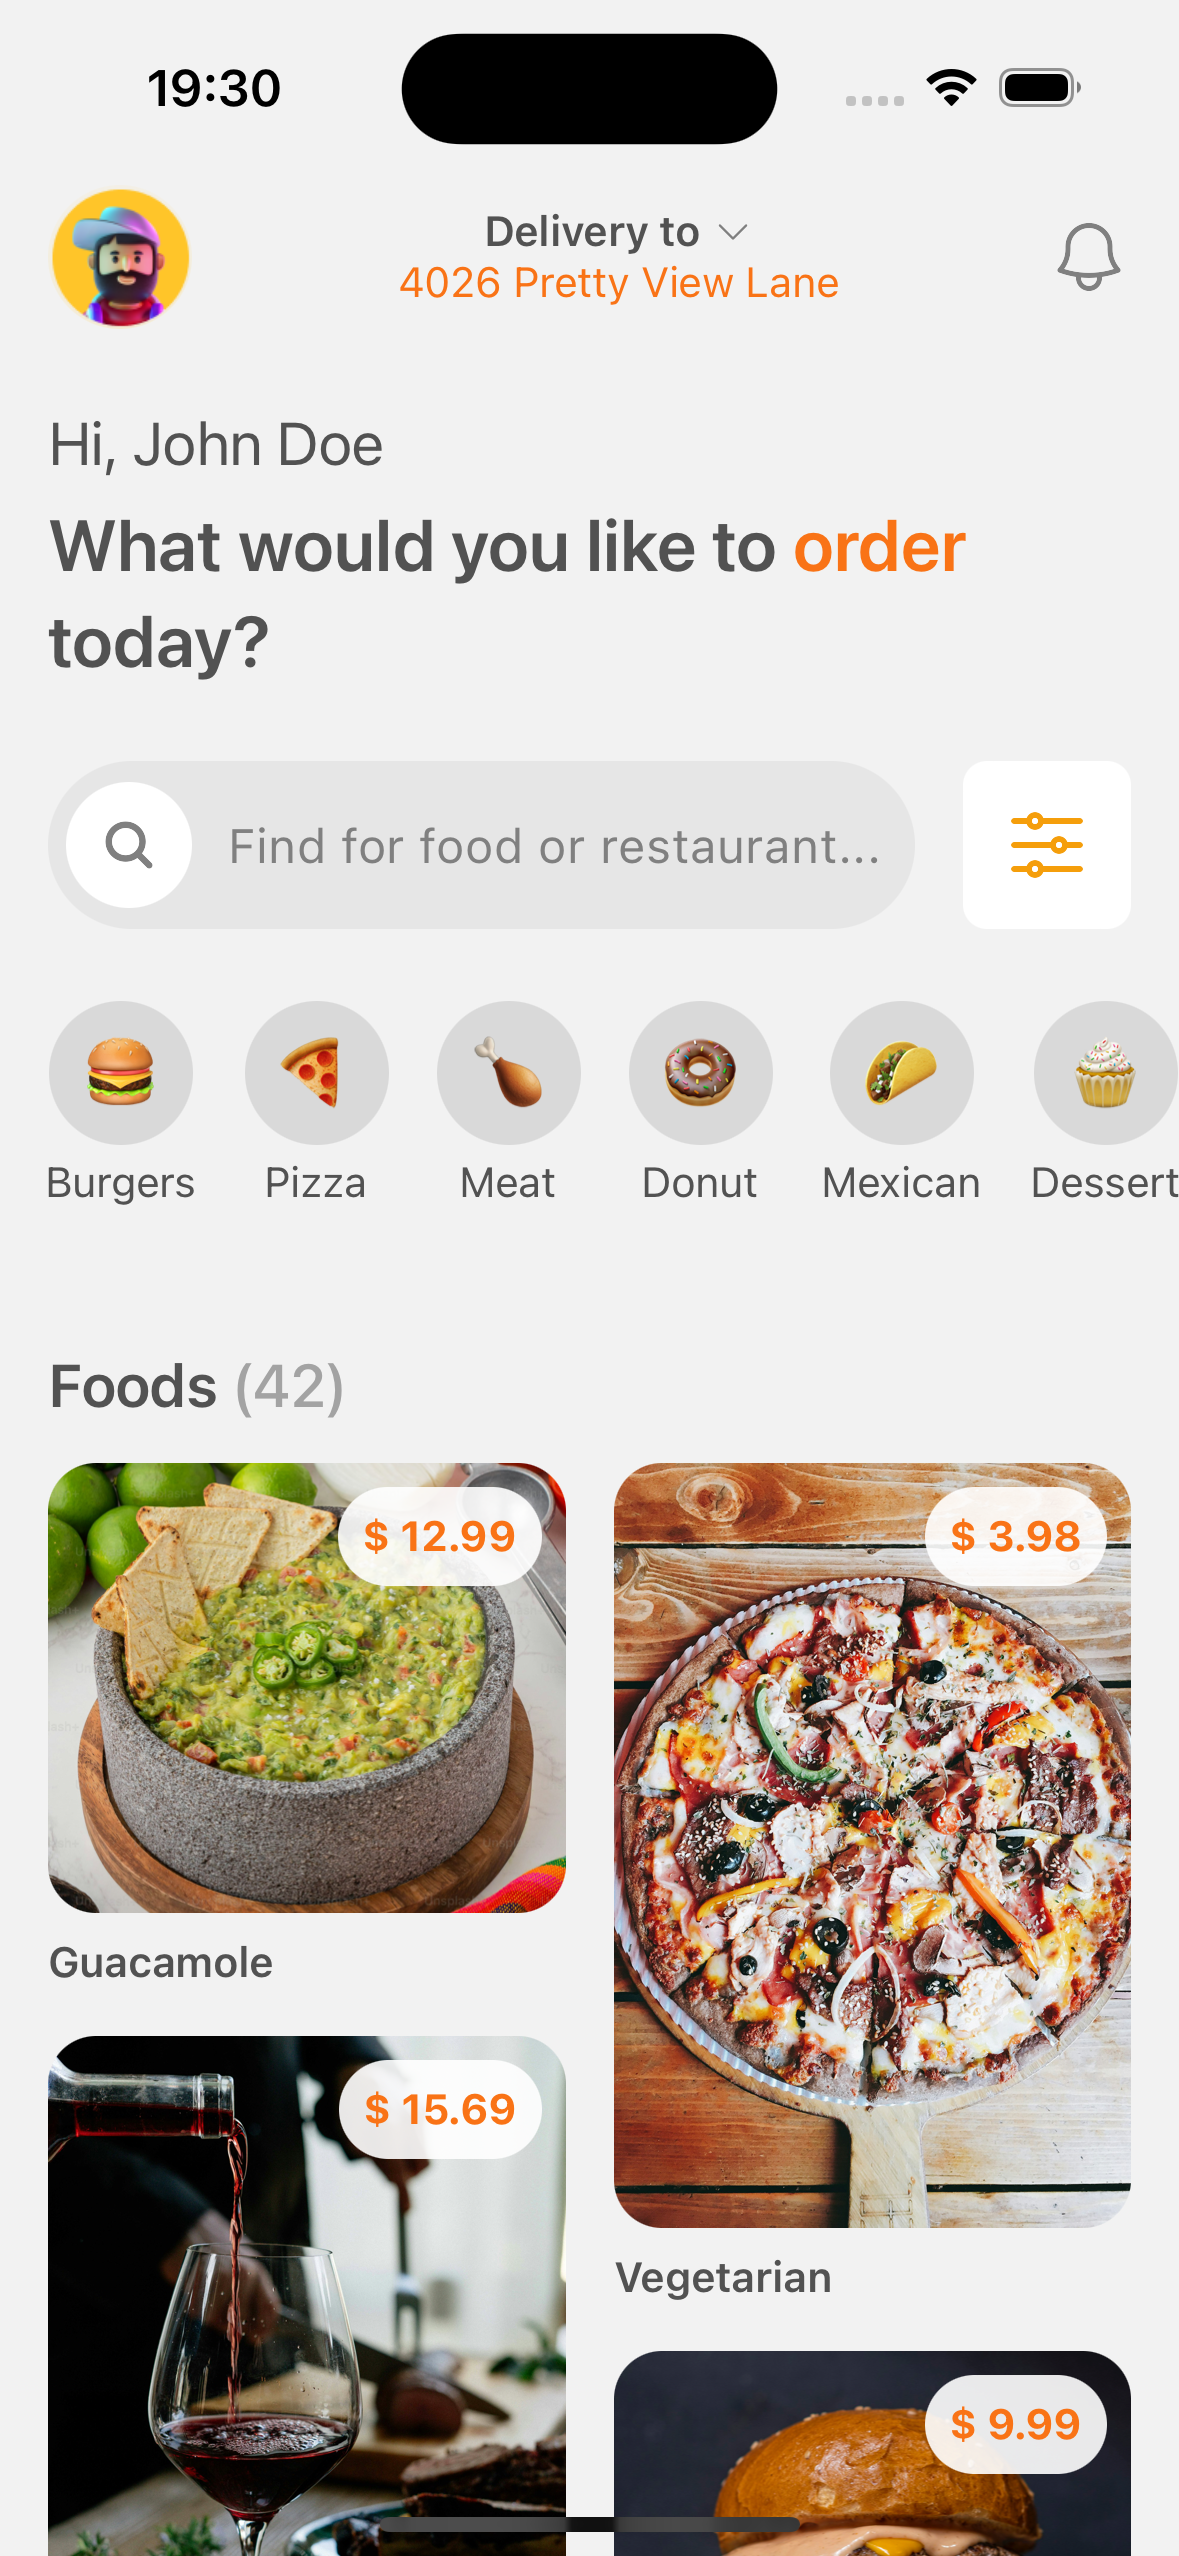 19:30
Delivery to
4026 Pretty View Lane
Hi, John Doe
What would you like to order
today?
Find for food or restaurant...
Burgers
Pizza
Meat
Donut
Mexican
Dessert
Foods (42)
$ 12.99
$ 3.98
Guacamole
$ 15.69
Vegetarian
$ 9.99